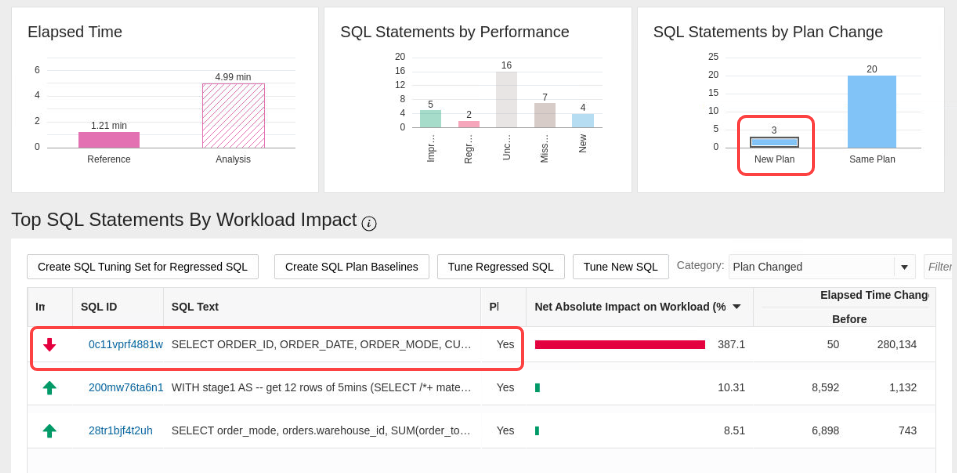 Elapsed Time
6
4
2
0
1.21 min
4.99 min
Reference
Analysis
SQL Statements by Performance
20
16
12
8
4
0
5
2
16
7
4
Impr…
Regr…
Unc…
Miss…
New
SQL Statements by Plan Change
25
20
15
10
5
0
3
20
New Plan
Same Plan
Top SQL Statements By Workload Impact i
Create SQL Tuning Set for Regressed SQL
Create SQL Plan Baselines
Tune Regressed SQL
Tune New SQL
Category: Plan Changed
Filter
SQL ID SQL Text Net Absolute Impact on Workload (%
Elapsed Time
Before
0c11vprf4881w SELECT ORDER_ID, ORDER_DATE, ORDER_MODE, CU… Yes 387.1 50 280,134
200mw76ta6n1 WITH stage1 AS -- get 12 rows of 5mins (SELECT /*+ mate… Yes 10.31 8,592 1,132
28tr1bjf4t2uh SELECT order_mode, orders.warehouse_id, SUM(order_to… Yes 8.51 6,898 743